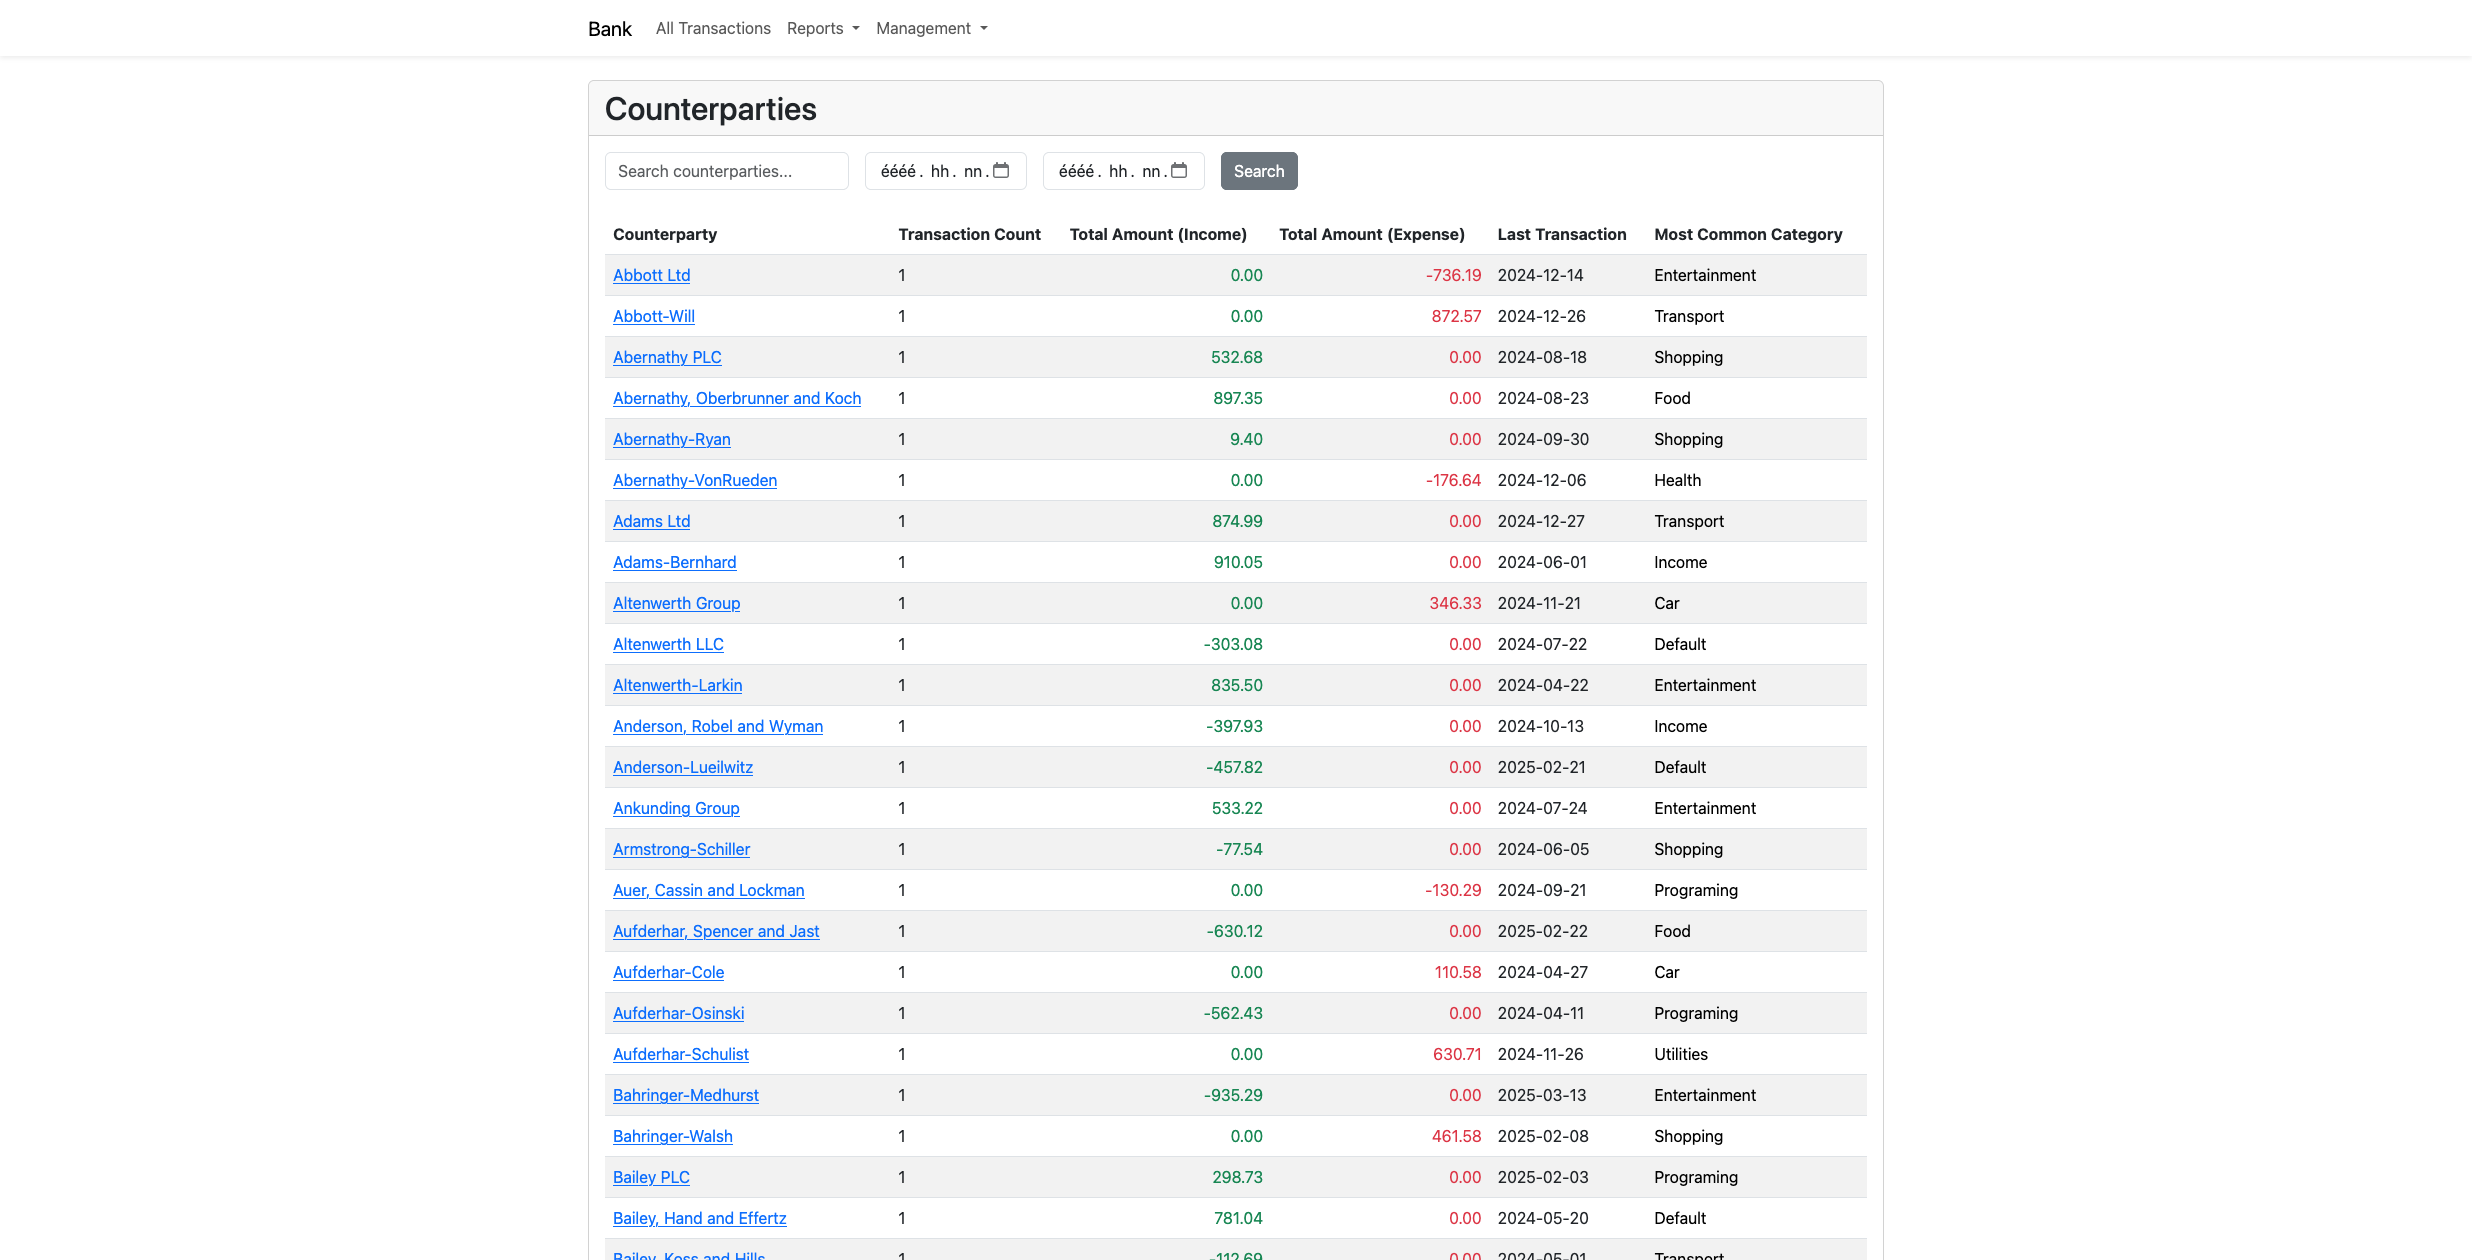 Bank All Transactions Reports Management
Counterparties
Search counterparties... éééé. hh. nn. éééé. hh. nn. Search
Counterparty Transaction Count Total Amount (Income) Total Amount (Expense) Last Transaction Most Common Category
Abbott Ltd 1 0.00 -736.19 2024-12-14 Entertainment
Abbott-Will 1 0.00 872.57 2024-12-26 Transport
Abernathy PLC 1 532.68 0.00 2024-08-18 Shopping
Abernathy, Oberbrunner and Koch 1 897.35 0.00 2024-08-23 Food
Abernathy-Ryan 1 9.40 0.00 2024-09-30 Shopping
Abernathy-VonRueden 1 0.00 -176.64 2024-12-06 Health
Adams Ltd 1 874.99 0.00 2024-12-27 Transport
Adams-Bernhard 1 910.05 0.00 2024-06-01 Income
Altenwerth Group 1 0.00 346.33 2024-11-21 Car
Altenwerth LLC 1 -303.08 0.00 2024-07-22 Default
Altenwerth-Larkin 1 835.50 0.00 2024-04-22 Entertainment
Anderson, Robel and Wyman 1 -397.93 0.00 2024-10-13 Income
Anderson-Lueilwitz 1 -457.82 0.00 2025-02-21 Default
Ankunding Group 1 533.22 0.00 2024-07-24 Entertainment
Armstrong-Schiller 1 -77.54 0.00 2024-06-05 Shopping
Auer, Cassin and Lockman 1 0.00 -130.29 2024-09-21 Programing
Aufderhar, Spencer and Jast 1 -630.12 0.00 2025-02-22 Food
Aufderhar-Cole 1 0.00 110.58 2024-04-27 Car
Aufderhar-Osinski 1 -562.43 0.00 2024-04-11 Programing
Aufderhar-Schulist 1 0.00 630.71 2024-11-26 Utilities
Bahringer-Medhurst 1 -935.29 0.00 2025-03-13 Entertainment
Bahringer-Walsh 1 0.00 461.58 2025-02-08 Shopping
Bailey PLC 1 298.73 0.00 2025-02-03 Programing
Bailey, Hand and Effertz 1 781.04 0.00 2024-05-20 Default
Bailey, Koss and Hills 1 -112.69 0.00 2024-05-01 Transport